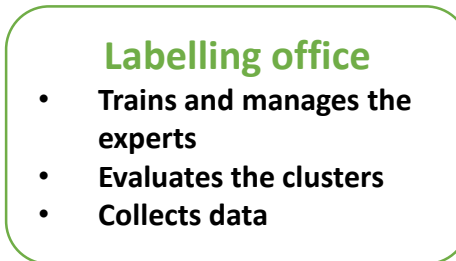 Labelling office
• Trains and manages the
experts
• Evaluates the clusters
• Collects data